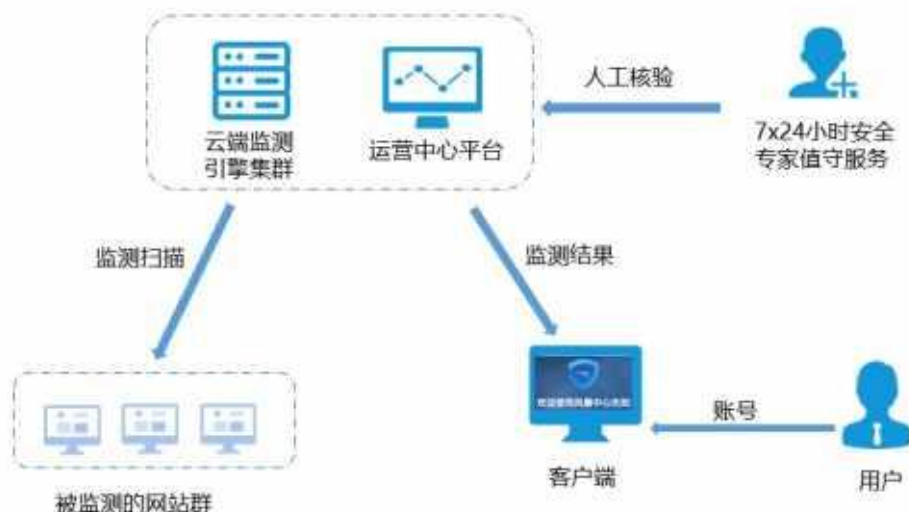 人工核验
云端监测
引擎集群
运营中心平台
7x24小时安全
专家值守服务
监测扫描
监测结果
账号
客户端
用户
被监测的网站群